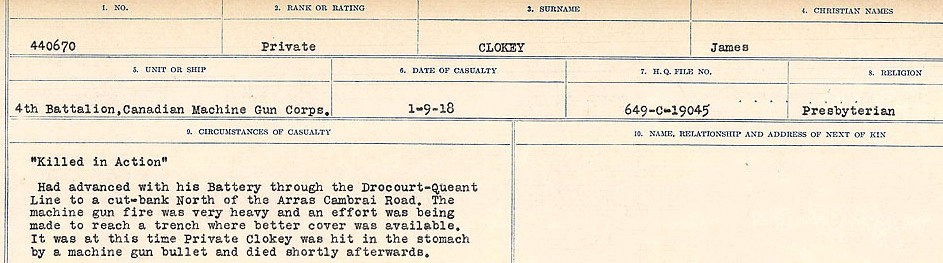 1. NO. 2. RANK OR RATING 3. SURNAME 4. CHRISTIAN NAMES
440670 Private CLOKEY James
5. UNIT OR SHIP 6. DATE OF CASUALTY 7. H. Q. FILE NO. 8. RELIGION
4th Battalion,Canadian Machine Gun Corps. 1-9-18 649-C-19045 Presbyterian
9. CIRCUMSTANCES OF CASUALTY 10. NAME, RELATIONSHIP AND ADDRESS OF NEXT OF KIN
"Killed in Action"
Had advanced with his Battery through the Drocourt-Queant
Line to a cut-bank North of the Arras Cambrai Road. The
machine gun fire was very heavy and an effort was being
made to reach a trench where better cover was available.
It was at this time Private Clokey was hit in the stomach
by a machine gun bullet and died shortly afterwards.